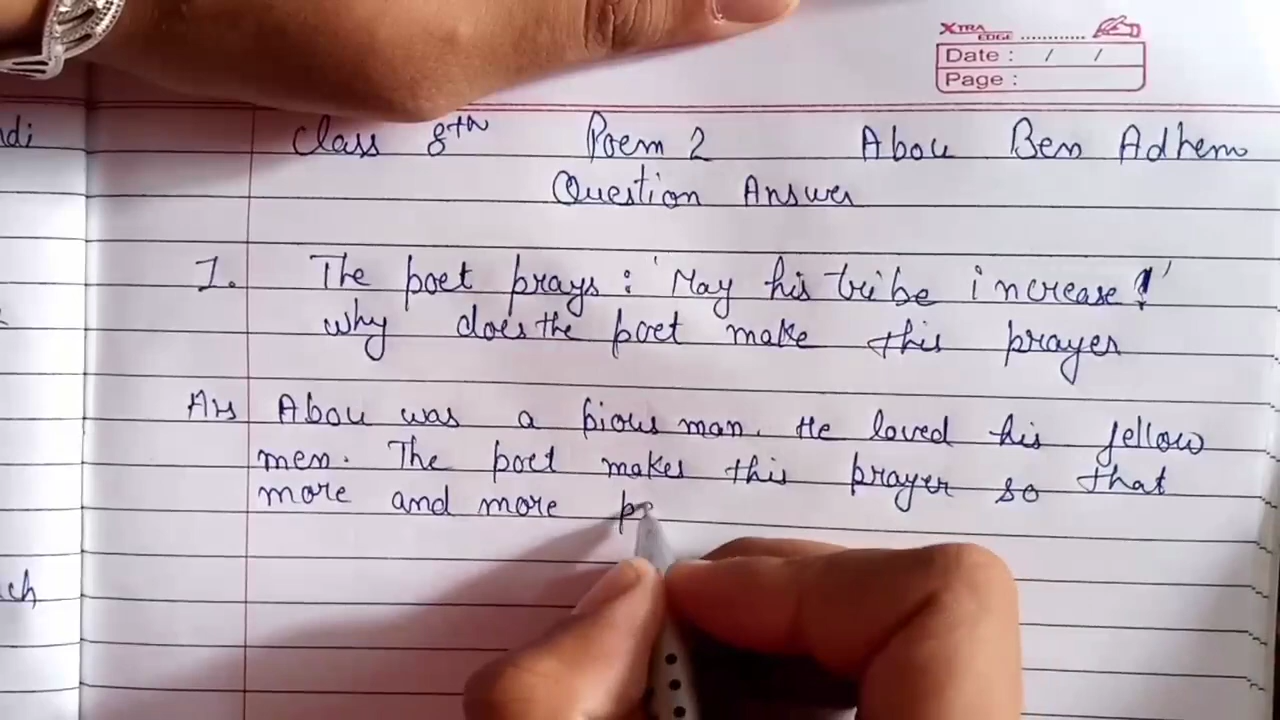 XTRA EDGE ............
Date : / /
Page :
Class 8th Poem 2 Abou Ben Adhem
Question Answer
1. The poet prays : 'May his tribe increase!'
why does the poet make this prayer
Ans Abou was a pious man. He loved his fellow
men. The poet makes this prayer so that
more and more